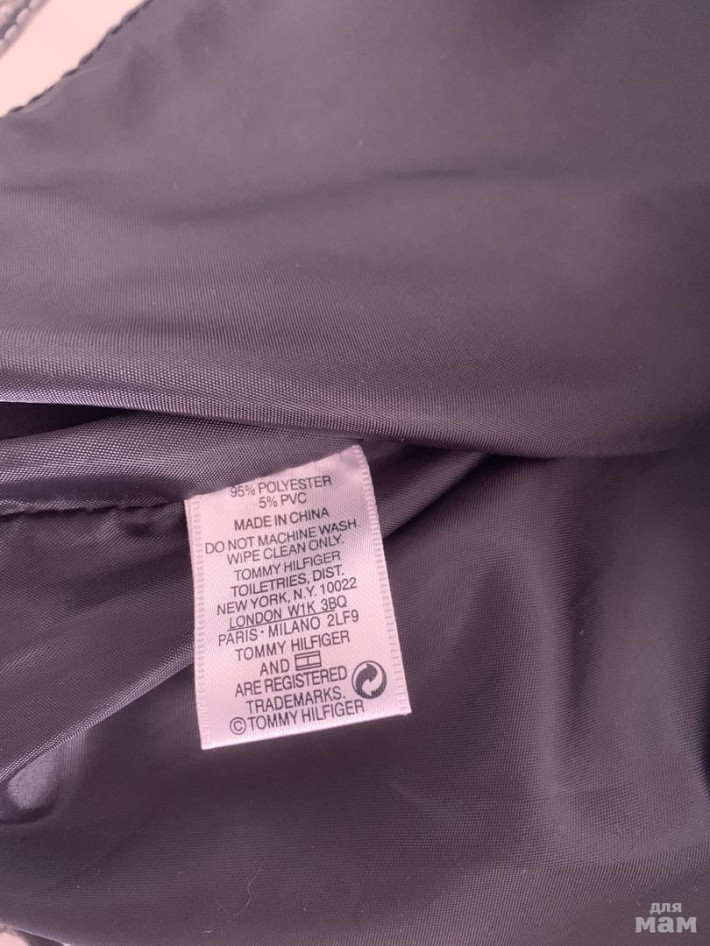 95% POLYESTER
5% PVC
MADE IN CHINA
DO NOT MACHINE WASH.
WIPE CLEAN ONLY.
TOMMY HILFIGER
TOILETRIES, DIST.
NEW YORK, N.Y. 10022
LONDON W1K 3BQ
PARIS • MILANO 2LF9
TOMMY HILFIGER
AND
ARE REGISTERED
TRADEMARKS.
©TOMMY HILFIGER
для
мам